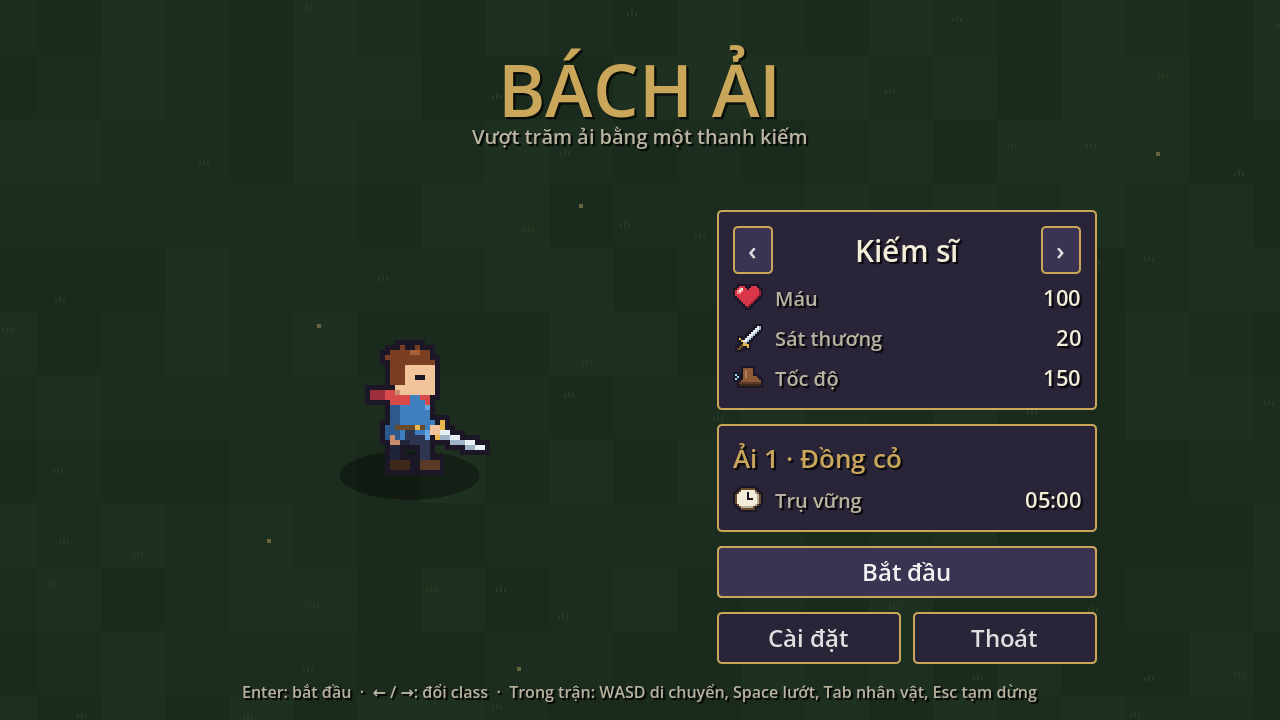 BÁCH ẢI
Vượt trăm ải bằng một thanh kiếm
‹ Kiếm sĩ ›
Máu 100
Sát thương 20
Tốc độ 150
Ải 1 · Đồng cỏ
Trụ vững 05:00
Bắt đầu
Cài đặt Thoát
Enter: bắt đầu · ← / →: đổi class · Trong trận: WASD di chuyển, Space lướt, Tab nhân vật, Esc tạm dừng